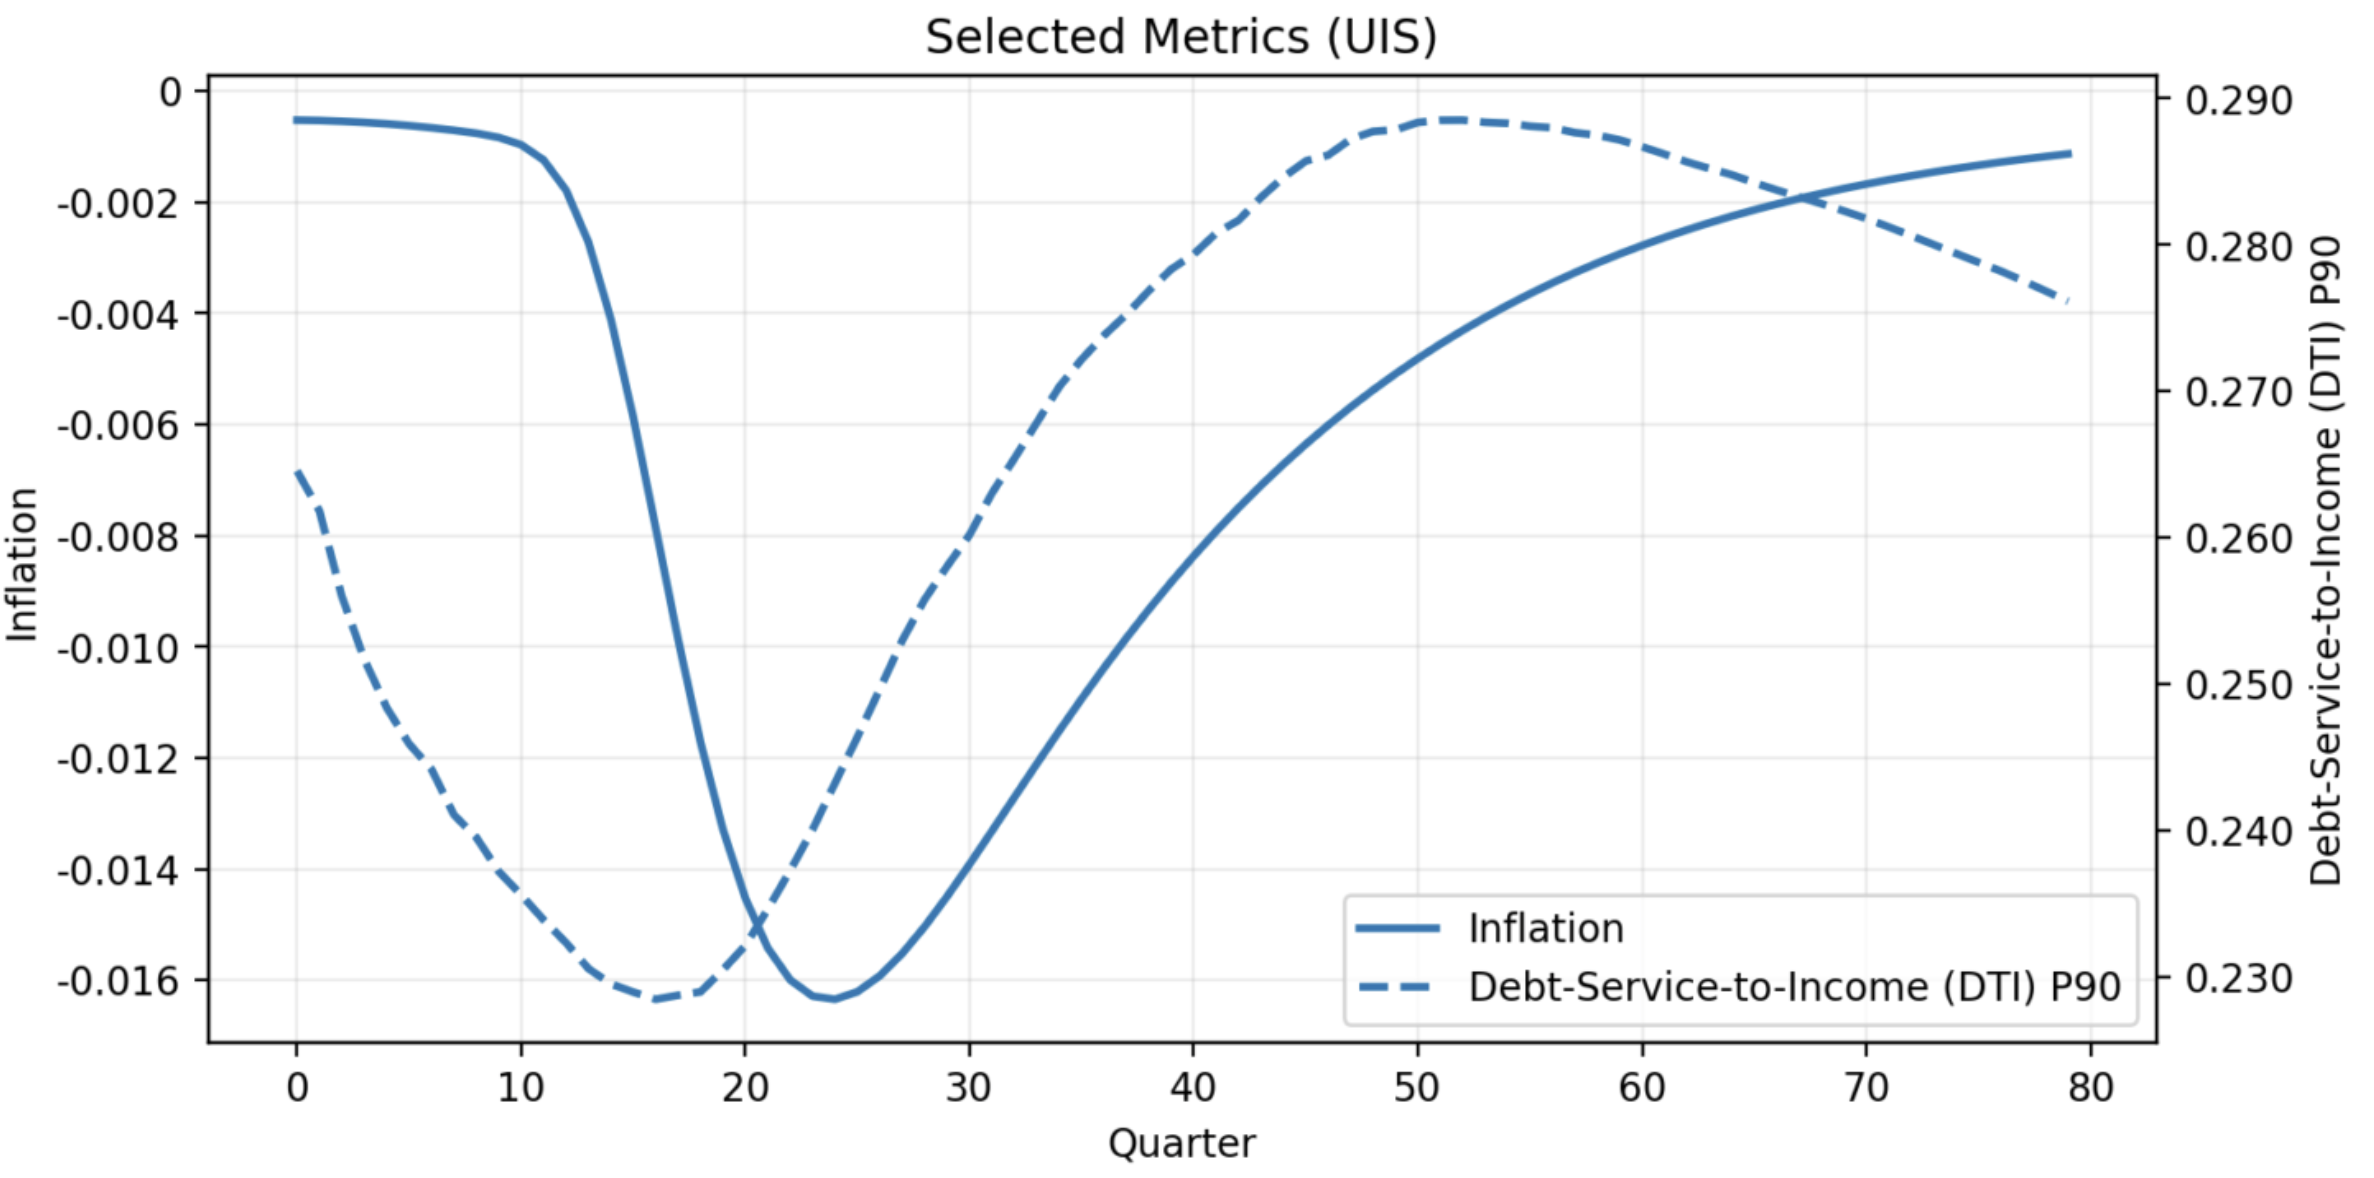 Selected Metrics (UIS)
0
-0.002
-0.004
-0.006
-0.008
-0.010
-0.012
-0.014
-0.016
Inflation
0.290
0.280
0.270
0.260
0.250
0.240
0.230
Debt-Service-to-Income (DTI) P90
Inflation
Debt-Service-to-Income (DTI) P90
0 10 20 30 40 50 60 70 80
Quarter